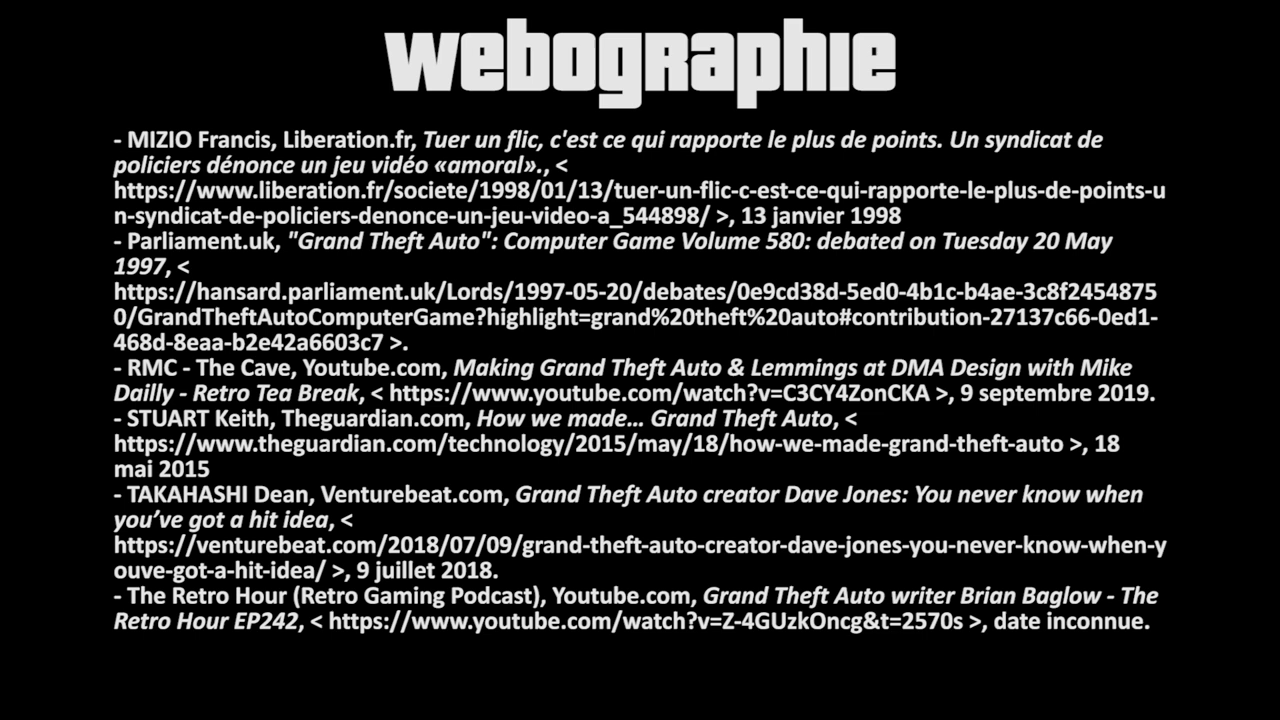 webographie
- MIZIO Francis, Liberation.fr, Tuer un flic, c'est ce qui rapporte le plus de points. Un syndicat de
policiers dénonce un jeu vidéo «amoral»., <
https://www.liberation.fr/societe/1998/01/13/tuer-un-flic-c-est-ce-qui-rapporte-le-plus-de-points-u
n-syndicat-de-policiers-denonce-un-jeu-video-a_544898/ >, 13 janvier 1998
- Parliament.uk, "Grand Theft Auto": Computer Game Volume 580: debated on Tuesday 20 May
1997, <
https://hansard.parliament.uk/Lords/1997-05-20/debates/0e9cd38d-5ed0-4b1c-b4ae-3c8f2454875
0/GrandTheftAutoComputerGame?highlight=grand%20theft%20auto#contribution-27137c66-0ed1-
468d-8eaa-b2e42a6603c7 >.
- RMC - The Cave, Youtube.com, Making Grand Theft Auto & Lemmings at DMA Design with Mike
Dailly - Retro Tea Break, < https://www.youtube.com/watch?v=C3CY4ZonCKA >, 9 septembre 2019.
- STUART Keith, Theguardian.com, How we made... Grand Theft Auto, <
https://www.theguardian.com/technology/2015/may/18/how-we-made-grand-theft-auto >, 18
mai 2015
- TAKAHASHI Dean, Venturebeat.com, Grand Theft Auto creator Dave Jones: You never know when
you’ve got a hit idea, <
https://venturebeat.com/2018/07/09/grand-theft-auto-creator-dave-jones-you-never-know-when-y
ouve-got-a-hit-idea/ >, 9 juillet 2018.
- The Retro Hour (Retro Gaming Podcast), Youtube.com, Grand Theft Auto writer Brian Baglow - The
Retro Hour EP242, < https://www.youtube.com/watch?v=Z-4GUzkOncg&t=2570s >, date inconnue.